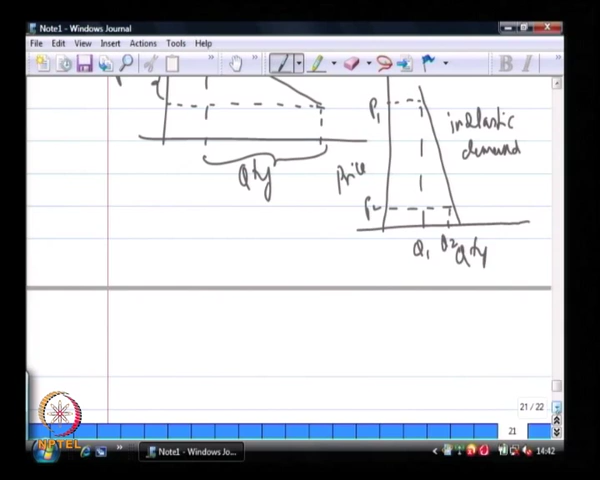 Note1 - Windows Journal
File Edit View Insert Actions Tools Help
B I
P1
inelastic
demand
Qty
Price
P2
Q1 Q2 Qty
21 / 22
21
NPTEL
Note1 - Windows Jo...
14:42